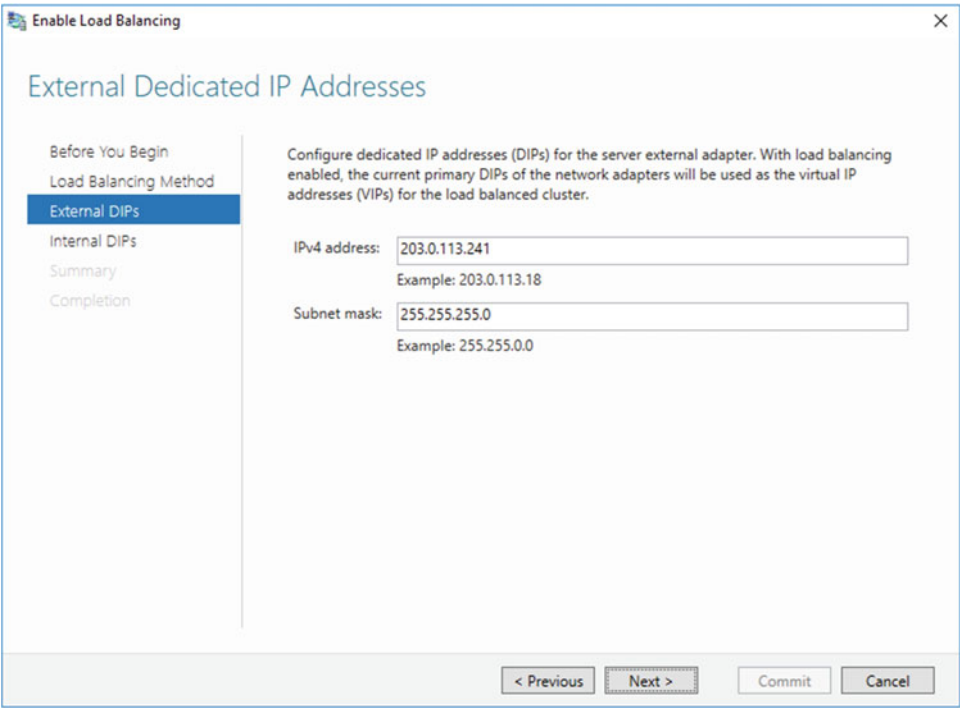 Enable Load Balancing
External Dedicated IP Addresses
Before You Begin
Load Balancing Method
External DIPs
Internal DIPs
Summary
Completion
Configure dedicated IP addresses (DIPs) for the server external adapter. With load balancing
enabled, the current primary DIPs of the network adapters will be used as the virtual IP
addresses (VIPs) for the load balanced cluster.
IPv4 address: 203.0.113.241
Example: 203.0.113.18
Subnet mask: 255.255.255.0
Example: 255.255.0.0
< Previous Next > Commit Cancel